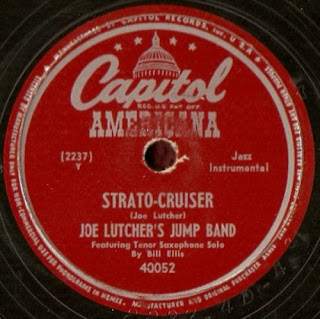 Capitol
REG. U.S. PAT. OFF.
AMERICANA
(2237)
Y
Jazz
Instrumental
STRATO-CRUISER
(Joe Lutcher)
JOE LUTCHER'S JUMP BAND
Featuring Tenor Saxophone Solo
By Bill Ellis
40052